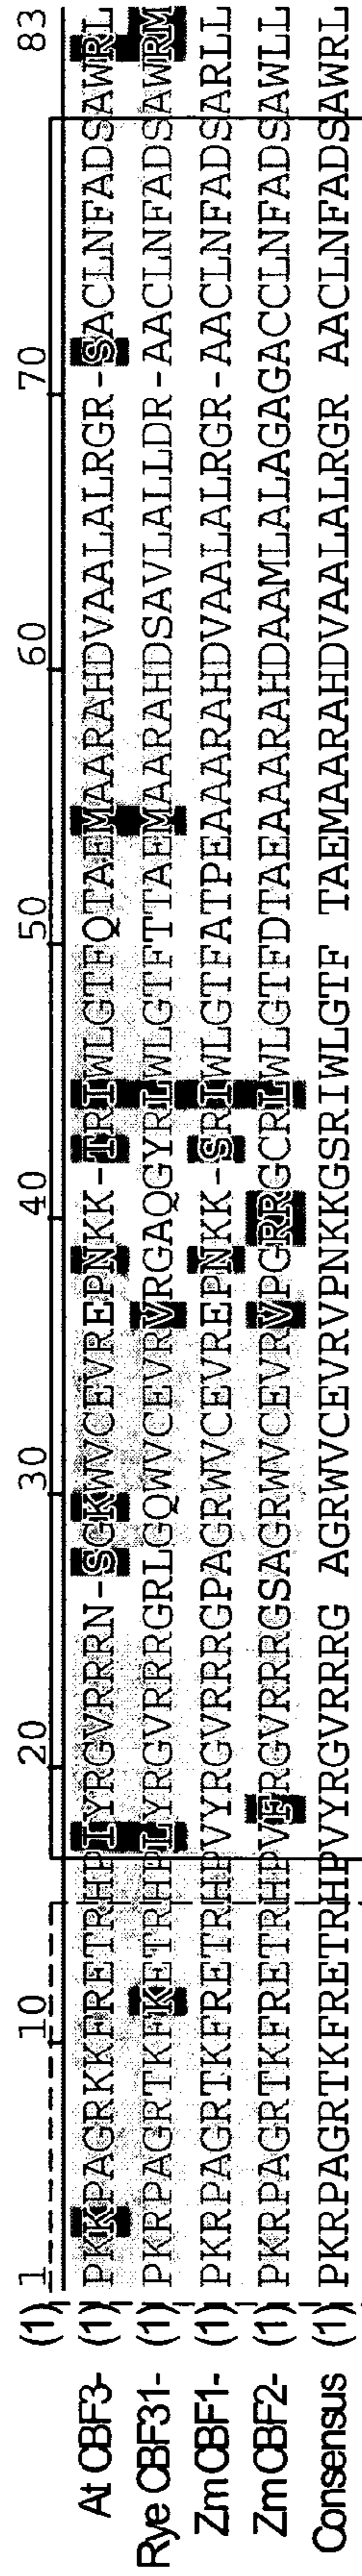 (1) 1 10 20 30 40 50 60 70 83
At CBF3- (1) PKKPAGRKKFRETRHPIYRGVRRRN-SGKWVCEVREPNKK-TRIWLGTFQTAEMAARAHDVAALALRGR-SACLNFADSAWRL
Rye CBF31- (1) PKRPAGRTKFKETRHPLYRGVRRRGRLGQWVCEVRVRGAQGYRLWLGTFTTAEMAARAHDSAVLALLDR-AACLNFADSAWRM
ZmCBF1- (1) PKRPAGRTKFRETRHPVYRGVRRRGPAGRWVCEVREPNKK-SRIWLGTFATPEAAARAHDVAALALRGR-AACLNFADSARLL
ZmCBF2- (1) PKRPAGRTKFRETRHPVFRGVRRRGSAGRWVCEVRVPGRRGCRLWLGTFDTAEAAARAHDAAMLALAGAGACCLNFADSAWLL
Consensus (1) PKRPAGRTKFRETRHPVYRGVRRRG AGRWVCEVRVPNKKGSRIWLGTF TAEMAARAHDVAALALRGR AACLNFADSAWRL